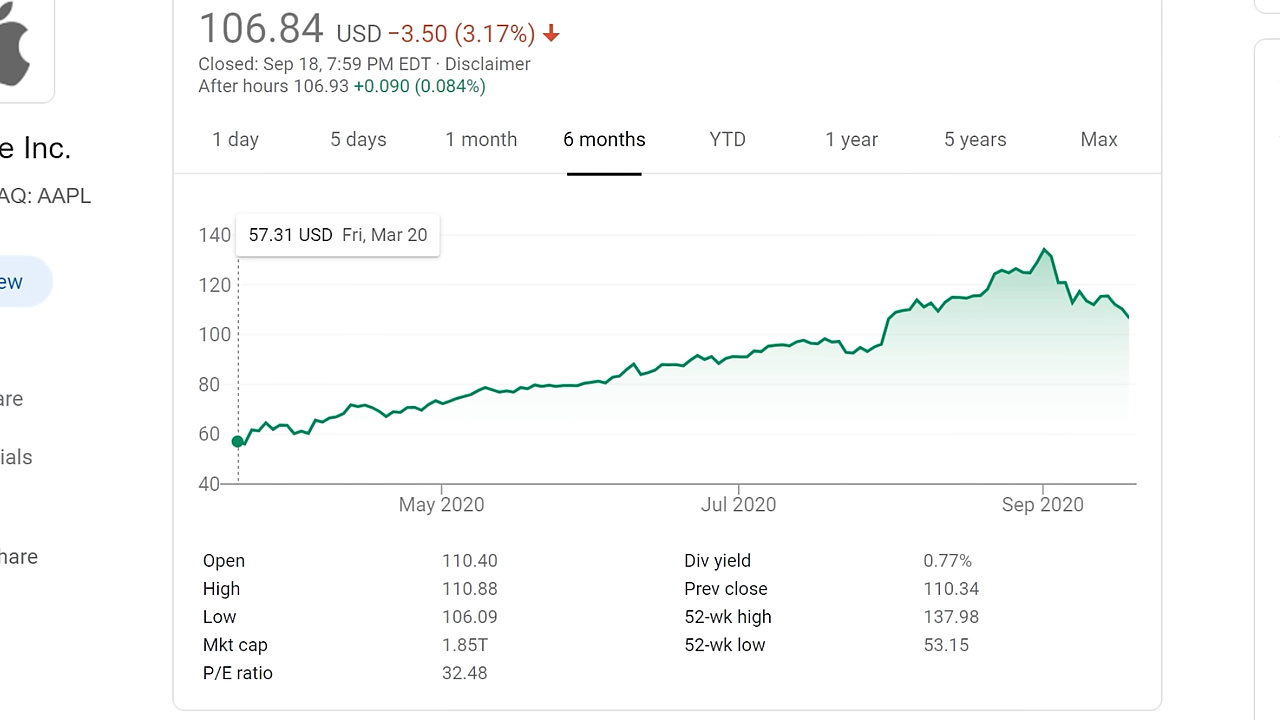 106.84 USD −3.50 (3.17%)
Closed: Sep 18, 7:59 PM EDT · Disclaimer
After hours 106.93 +0.090 (0.084%)
1 day 5 days 1 month 6 months YTD 1 year 5 years Max
e Inc.
AQ: AAPL
ew
are
ials
hare
57.31 USD Fri, Mar 20
140
120
100
80
60
40
May 2020 Jul 2020 Sep 2020
Open 110.40 Div yield 0.77%
High 110.88 Prev close 110.34
Low 106.09 52-wk high 137.98
Mkt cap 1.85T 52-wk low 53.15
P/E ratio 32.48